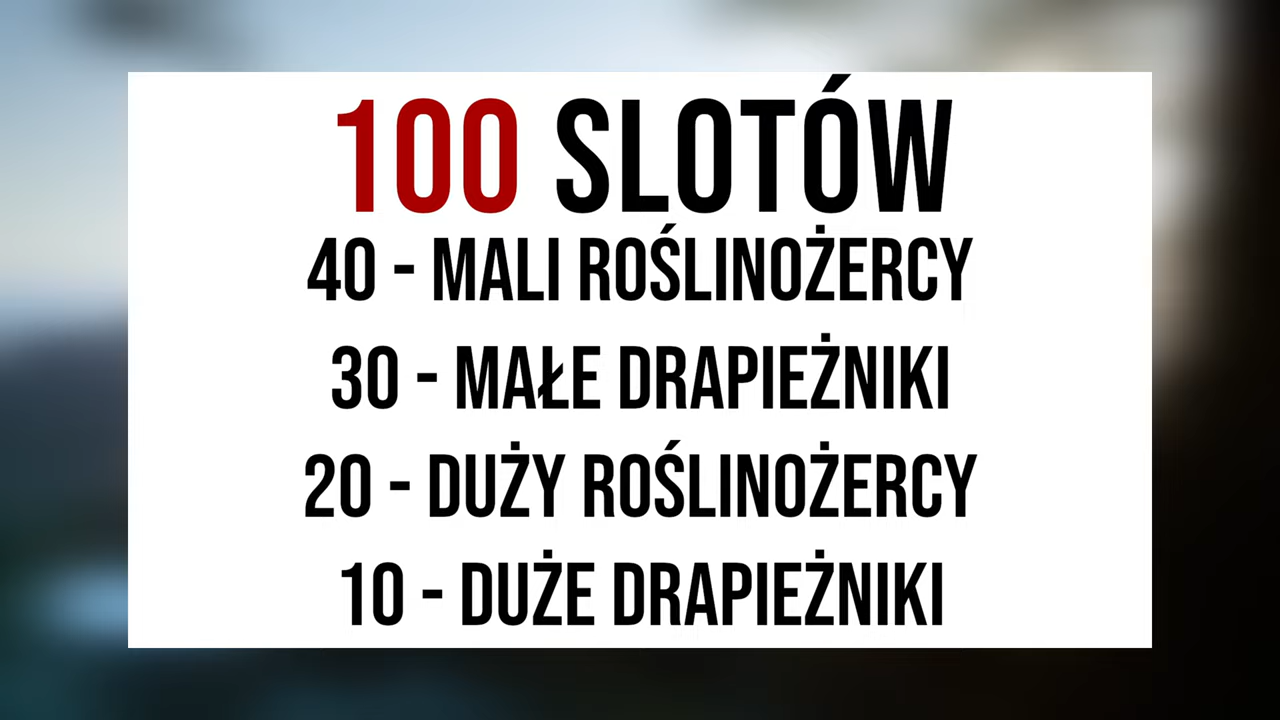 100 SLOTÓW
40 - MALI ROŚLINOŻERCY
30 - MAŁE DRAPIEŻNIKI
20 - DUŻY ROŚLINOŻERCY
10 - DUŻE DRAPIEŻNIKI